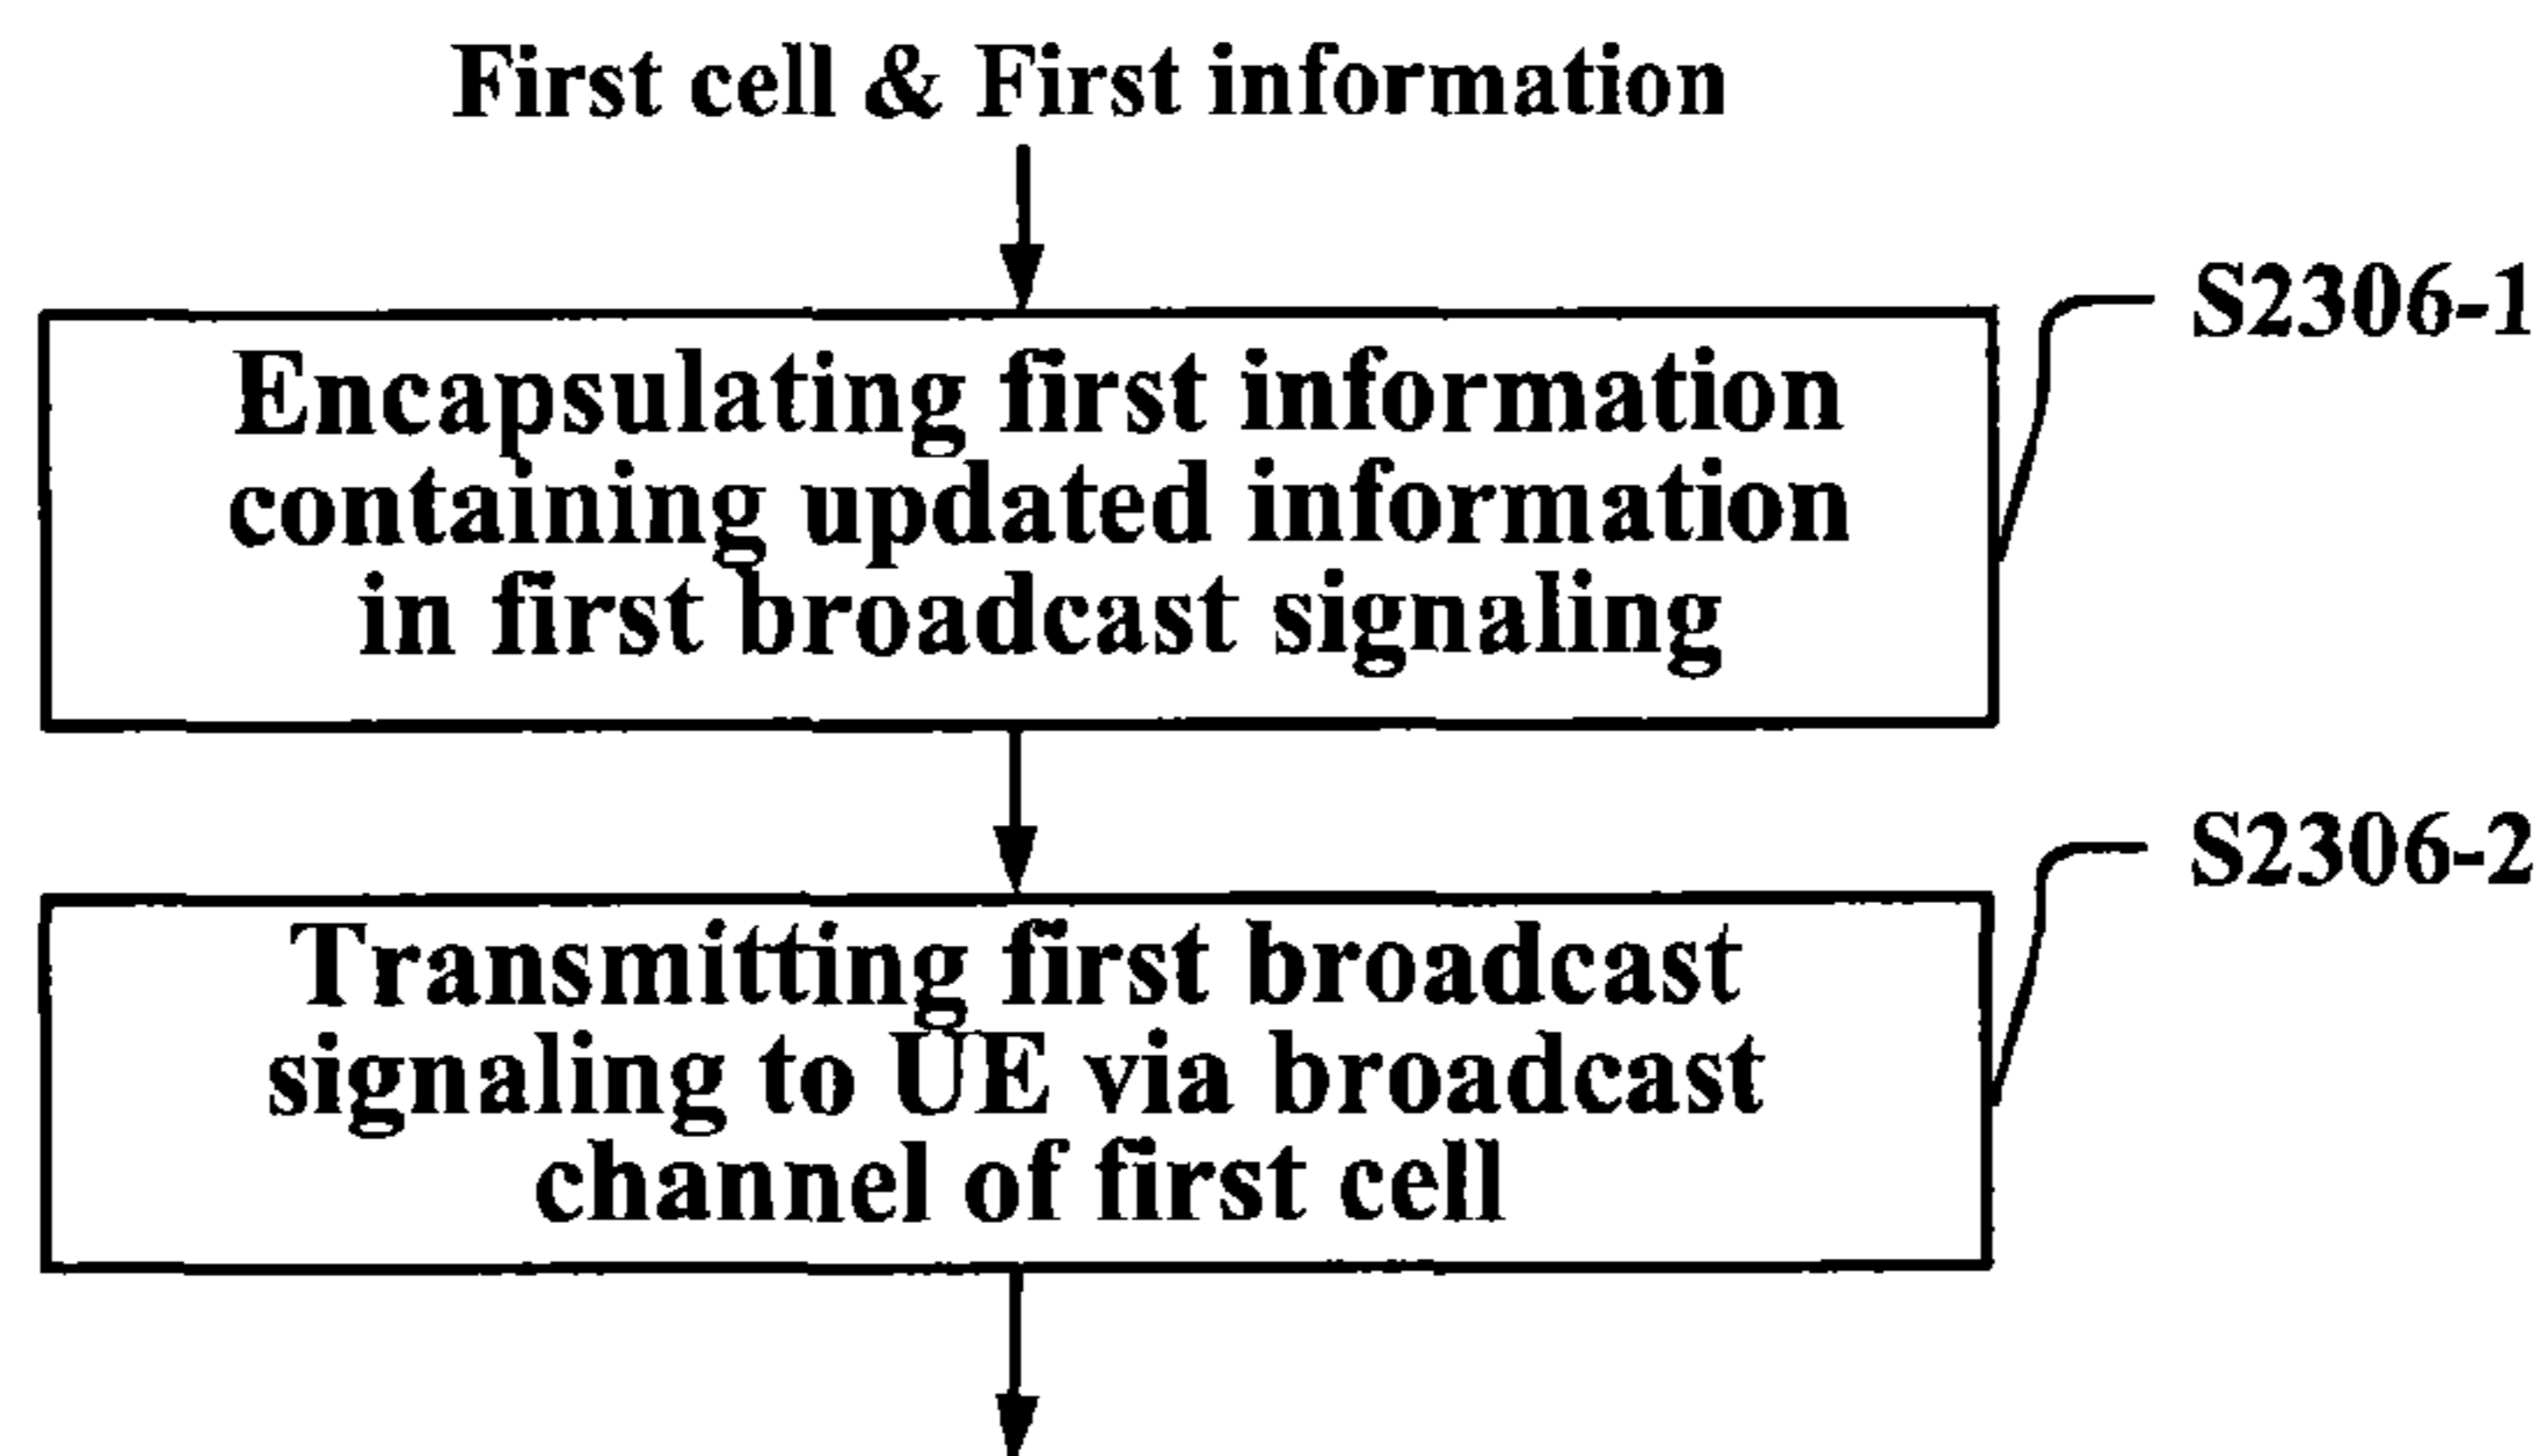 First cell & First information
S2306-1
Encapsulating first information
containing updated information
in first broadcast signaling
S2306-2
Transmitting first broadcast
signaling to UE via broadcast
channel of first cell